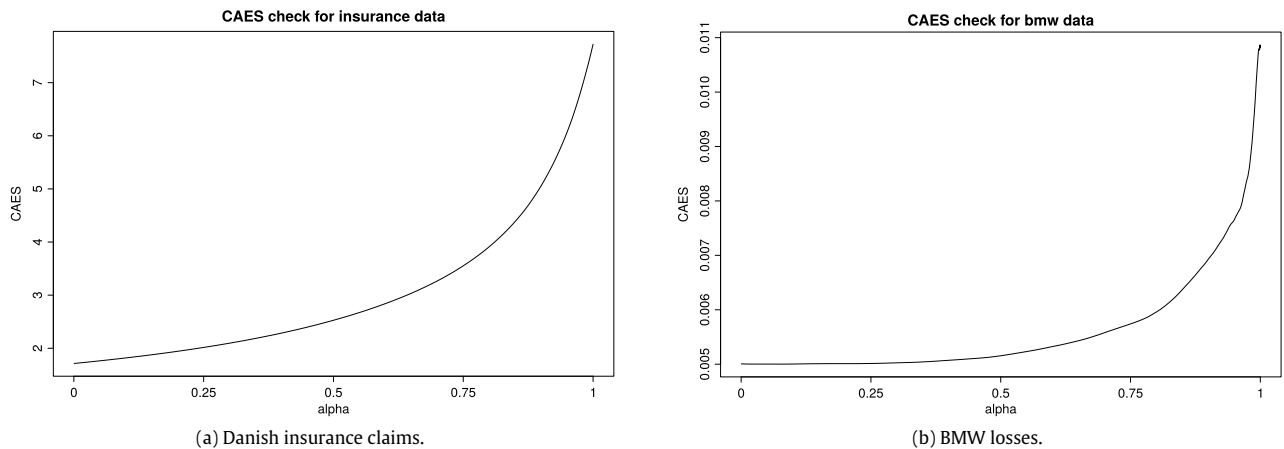 CAES check for insurance data
7
6
5
4
3
2
CAES
0 0.25 0.5 0.75 1
alpha
(a) Danish insurance claims.
CAES check for bmw data
0.011
0.010
0.009
0.008
0.007
0.006
0.005
CAES
0 0.25 0.5 0.75 1
alpha
(b) BMW losses.